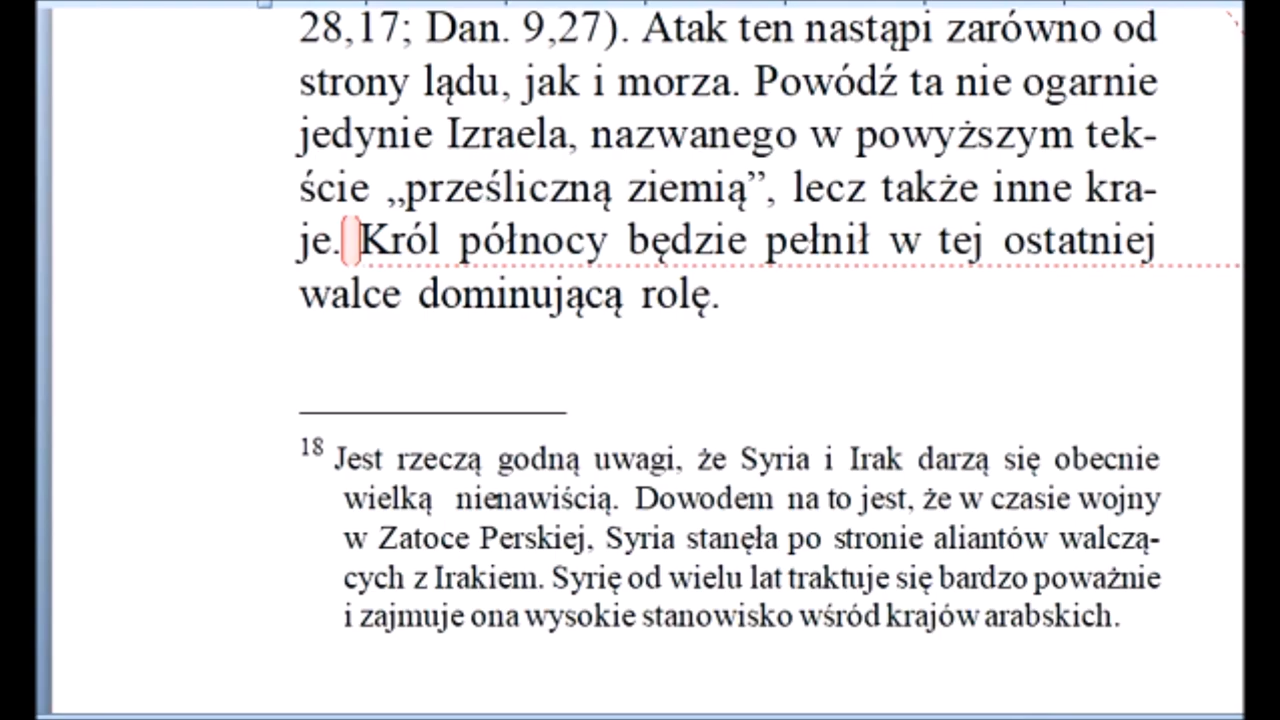 28,17; Dan. 9,27). Atak ten nastąpi zarówno od
strony lądu, jak i morza. Powódź ta nie ogarnie
jedynie Izraela, nazwanego w powyższym tek-
ście „prześliczną ziemią”, lecz także inne kra-
je. Król północy będzie pełnił w tej ostatniej
walce dominującą rolę.
18 Jest rzeczą godną uwagi, że Syria i Irak darzą się obecnie
wielką nienawiścią. Dowodem na to jest, że w czasie wojny
w Zatoce Perskiej, Syria stanęła po stronie aliantów walczą-
cych z Irakiem. Syrię od wielu lat traktuje się bardzo poważnie
i zajmuje ona wysokie stanowisko wśród krajów arabskich.